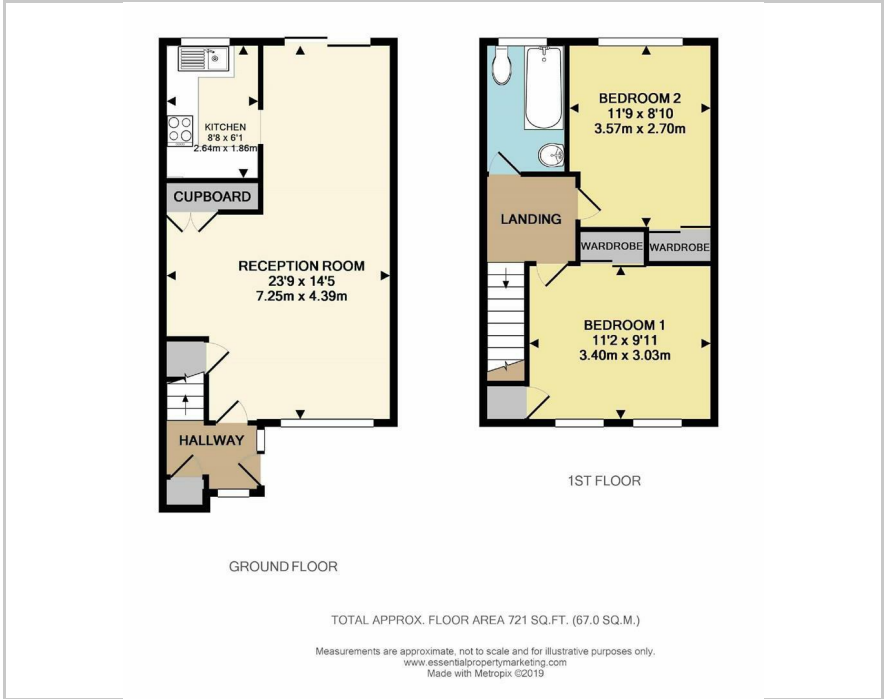 KITCHEN
8'8 x 6'1
2.64m x 1.86m
CUPBOARD
RECEPTION ROOM
23'9 x 14'5
7.25m x 4.39m
HALLWAY
GROUND FLOOR
BEDROOM 2
11'9 x 8'10
3.57m x 2.70m
LANDING
WARDROBE
WARDROBE
BEDROOM 1
11'2 x 9'11
3.40m x 3.03m
1ST FLOOR
TOTAL APPROX. FLOOR AREA 721 SQ.FT. (67.0 SQ.M.)
Measurements are approximate, not to scale and for illustrative purposes only.
www.essentialpropertymarketing.com
Made with Metropix ©2019